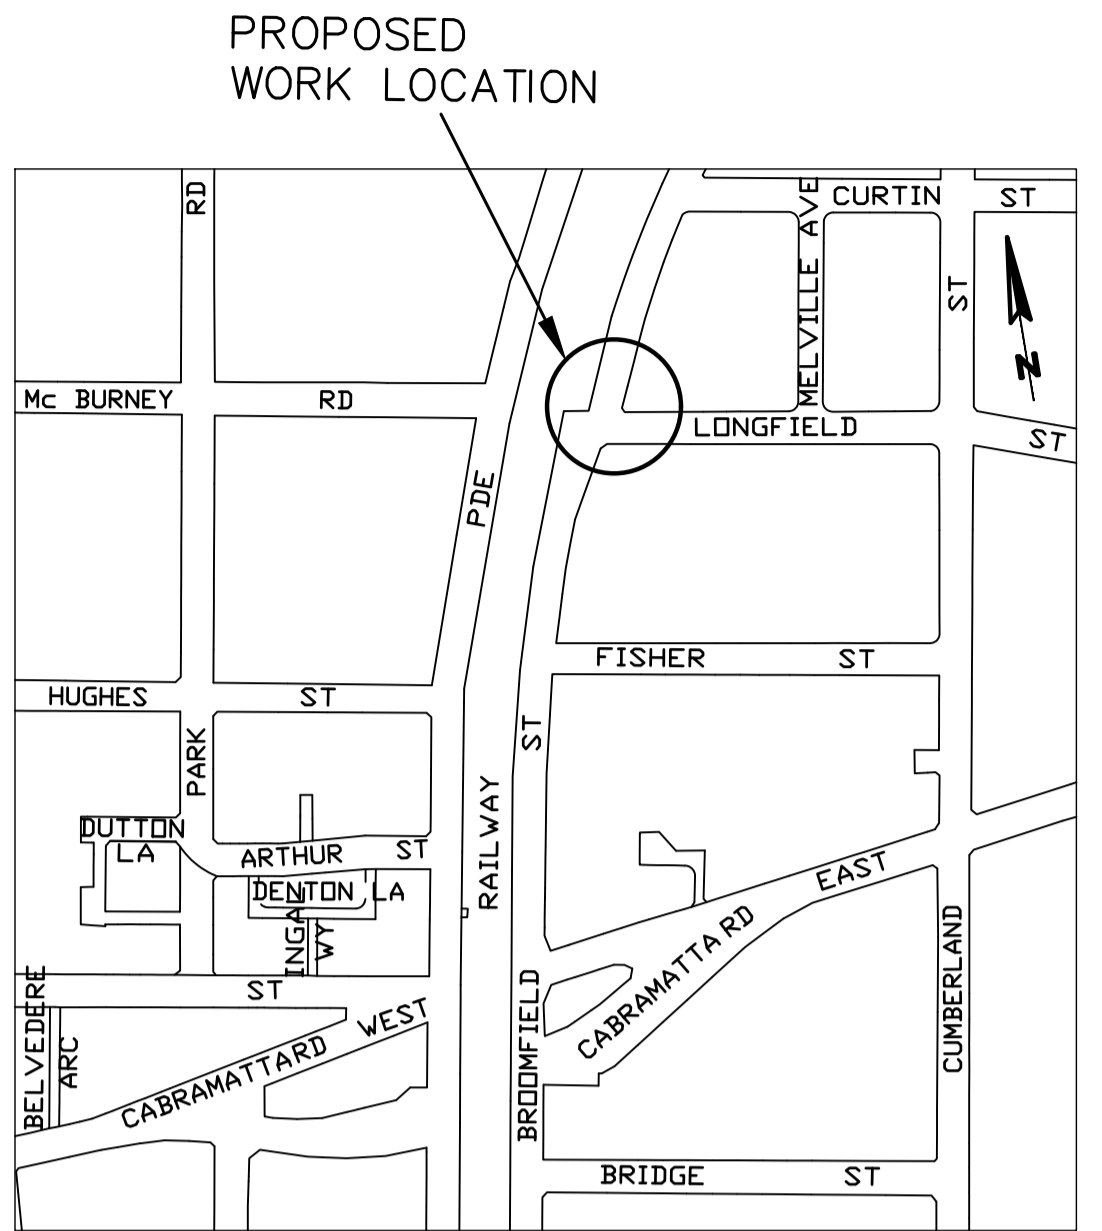 PROPOSED
WORK LOCATION
RD
MELVILLE AVE
CURTIN ST
ST
N
Mc BURNEY RD
LONGFIELD ST
PDE
FISHER ST
HUGHES ST
PARK
ST
RAILWAY
DUTTON
LA
ARTHUR ST
DENTON LA
INGAL
WY
EAST
CABRAMATTA RD
ST
BELVEDERE
ARC
CABRAMATTA RD WEST
BROOMFIELD
CUMBERLAND
BRIDGE ST